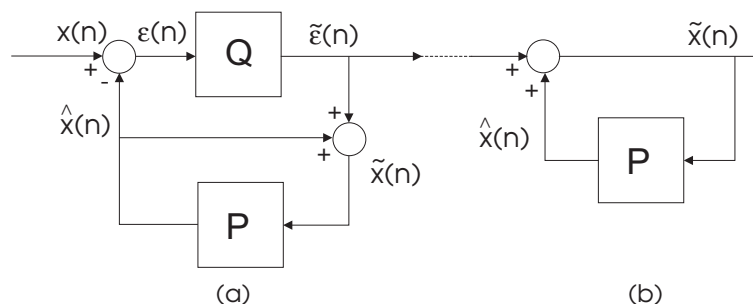 x(n) ε(n) Q ε̃(n) x̃(n)
+ - + +
x̂(n) + + x̂(n)
x̃(n)
P P
(a) (b)